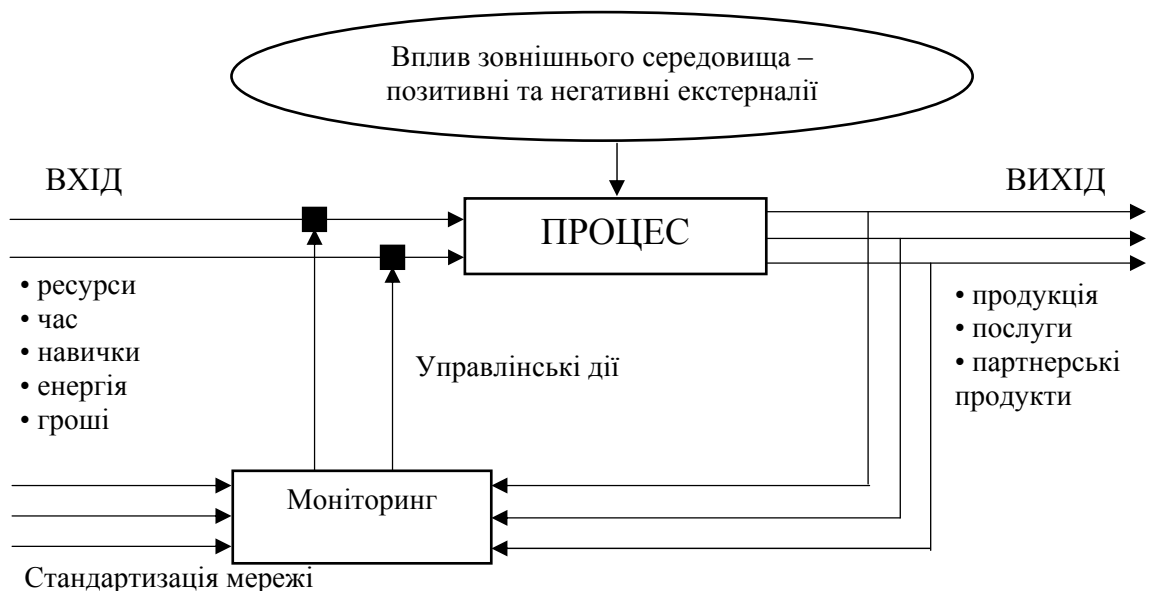 Вплив зовнішнього середовища –
позитивні та негативні екстерналії
ВХІД
ВИХІД
ПРОЦЕС
• ресурси
• час
• навички
• енергія
• гроші
Управлінські дії
• продукція
• послуги
• партнерські
продукти
Моніторинг
Стандартизація мережі